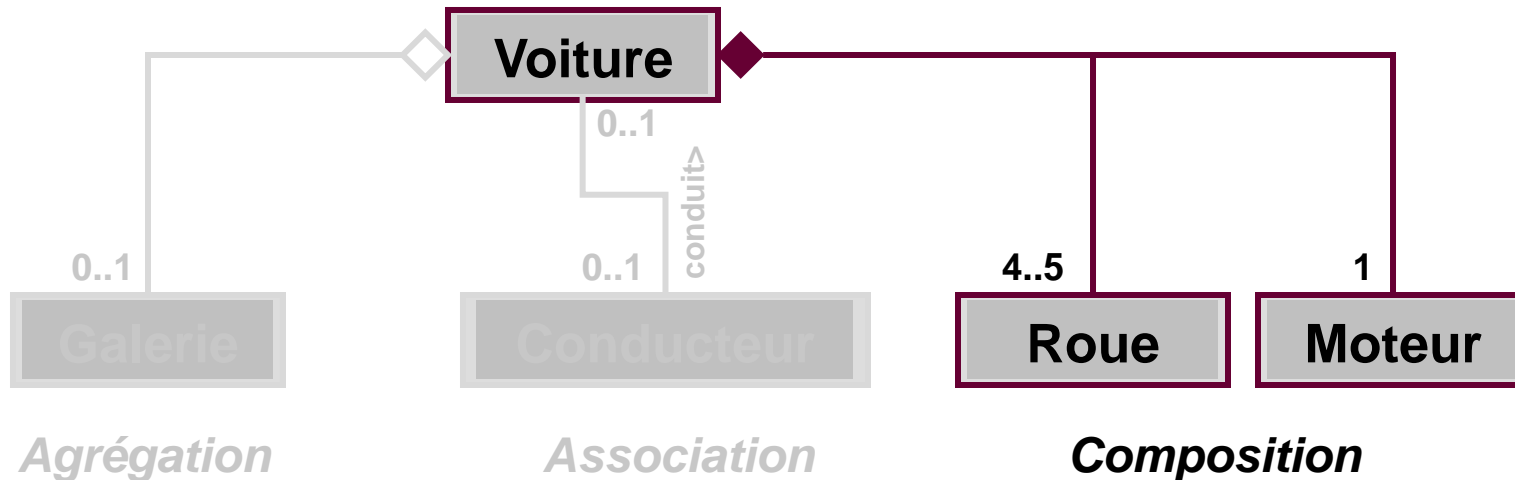 Voiture
0..1
conduit>
0..1
0..1
4..5
1
Galerie
Conducteur
Roue
Moteur
Agrégation
Association
Composition